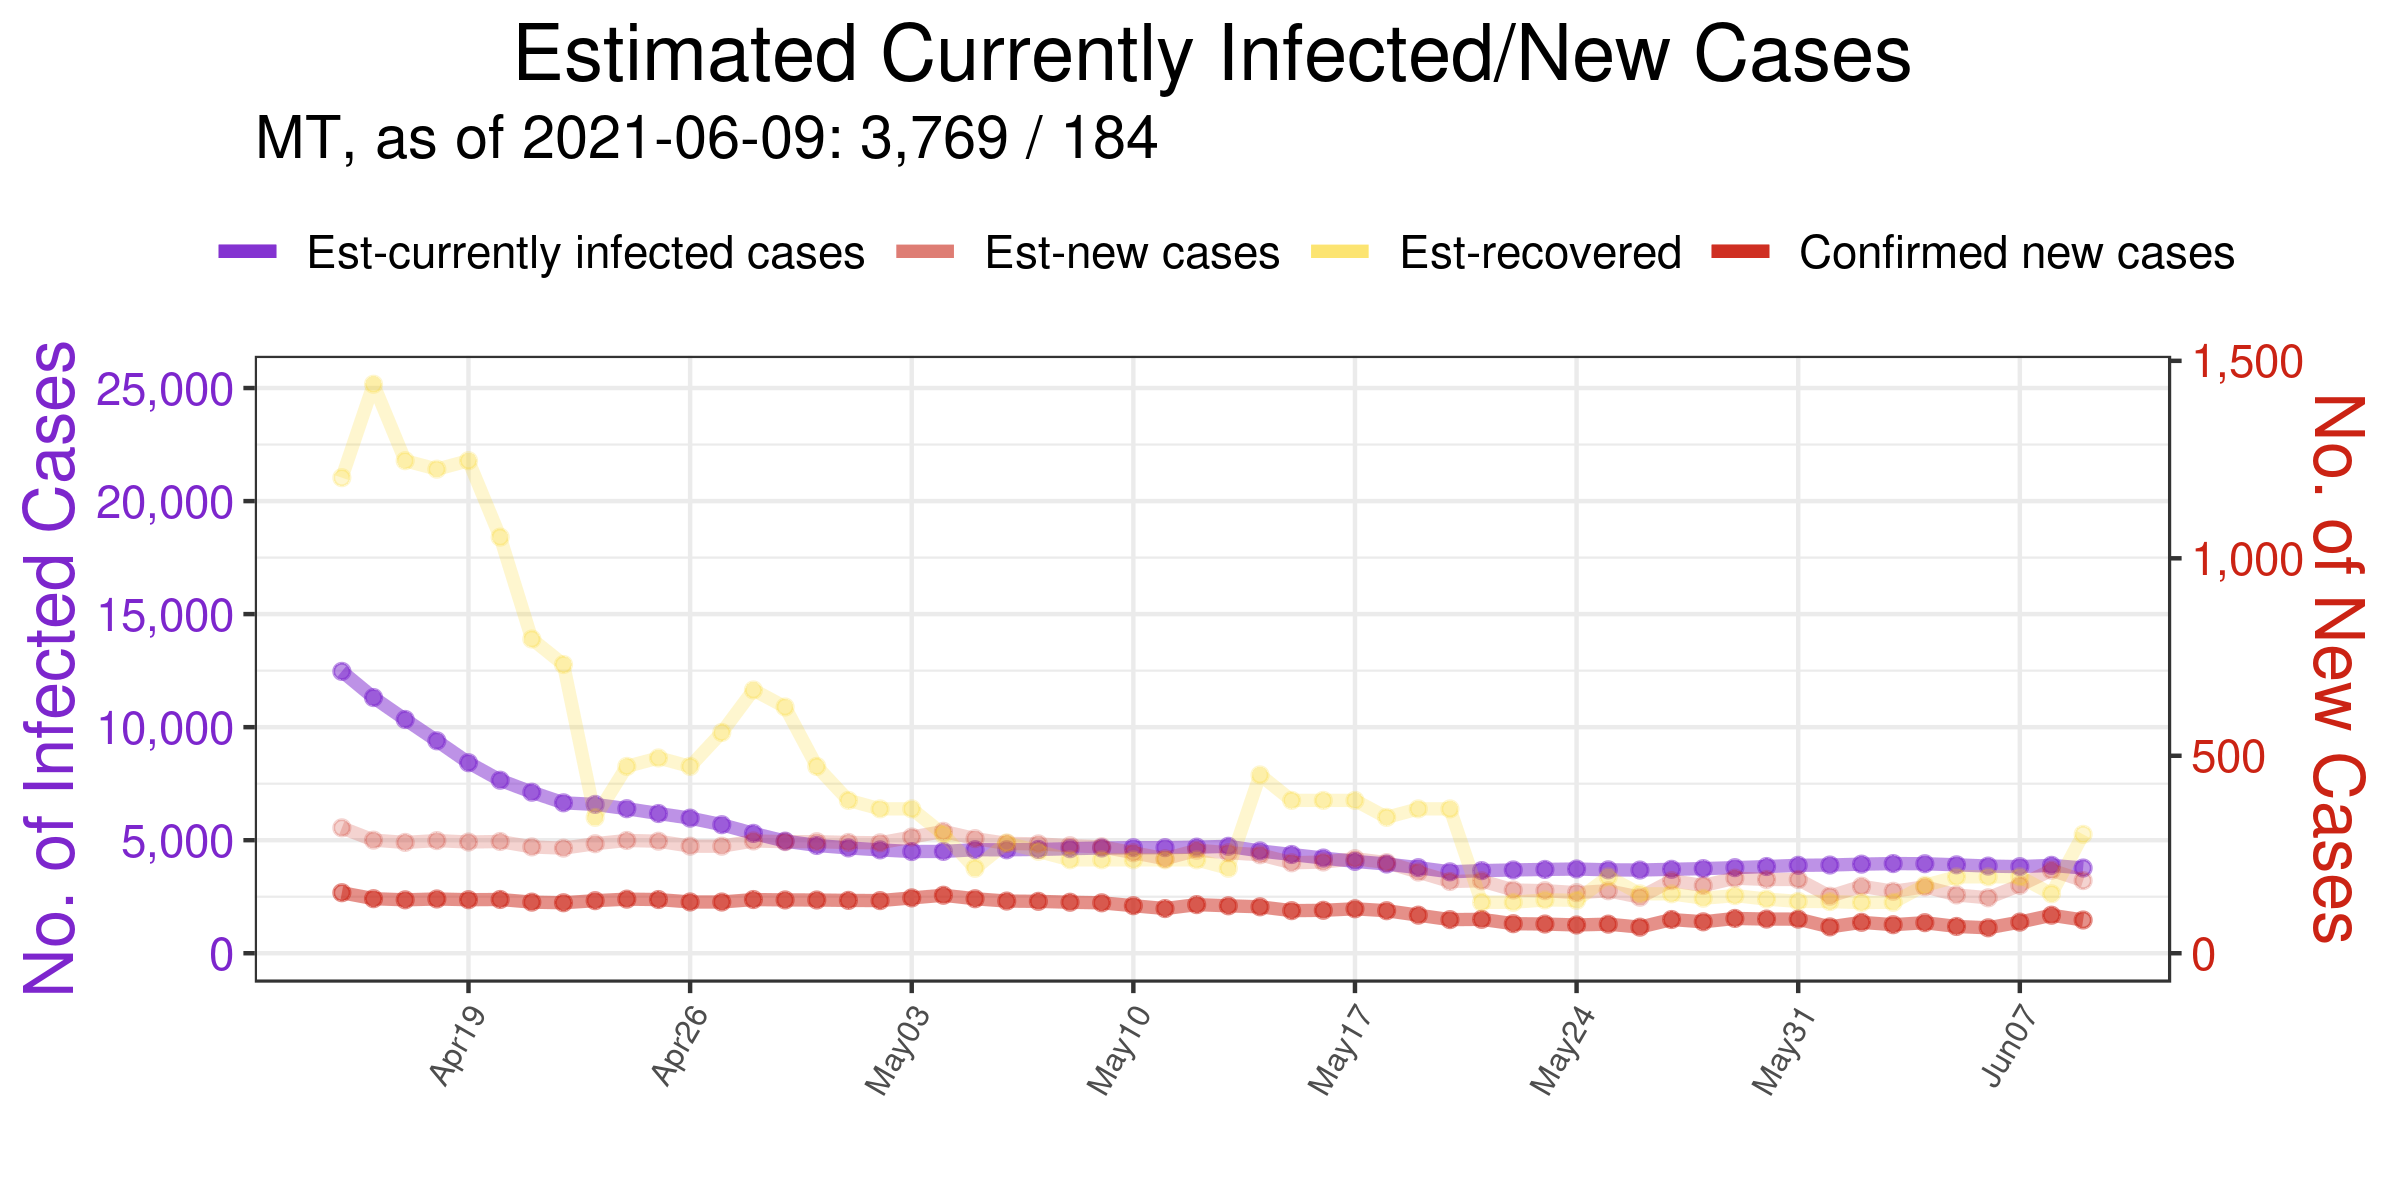 Estimated Currently Infected/New Cases
MT, as of 2021-06-09: 3,769 / 184
Est-currently infected cases
Est-new cases
Est-recovered
Confirmed new cases
No. of Infected Cases
25,000
20,000
15,000
10,000
5,000
0
1,500
1,000
500
0
No. of New Cases
Apr19
Apr26
May03
May10
May17
May24
May31
Jun07